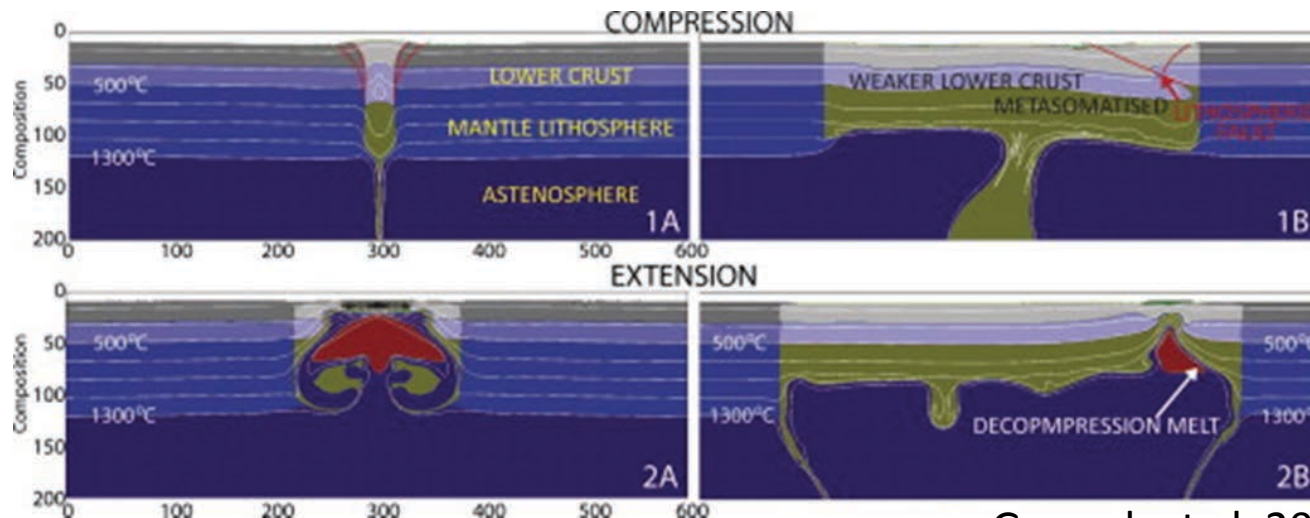 COMPRESSION
0
50
100
150
200
Composition
500°C
1300°C
LOWER CRUST
MANTLE LITHOSPHERE
ASTENOSPHERE
1A
0 100 200 300 400 500 600
WEAKER LOWER CRUST
METASOMATISED
LITHOSPHERIC
FAULT
1B
EXTENSION
0
50
100
150
200
Composition
500°C
1300°C
2A
0 100 200 300 400 500 600
500°C
1300°C
DECOPMPRESSION MELT
500°
1300°
2B